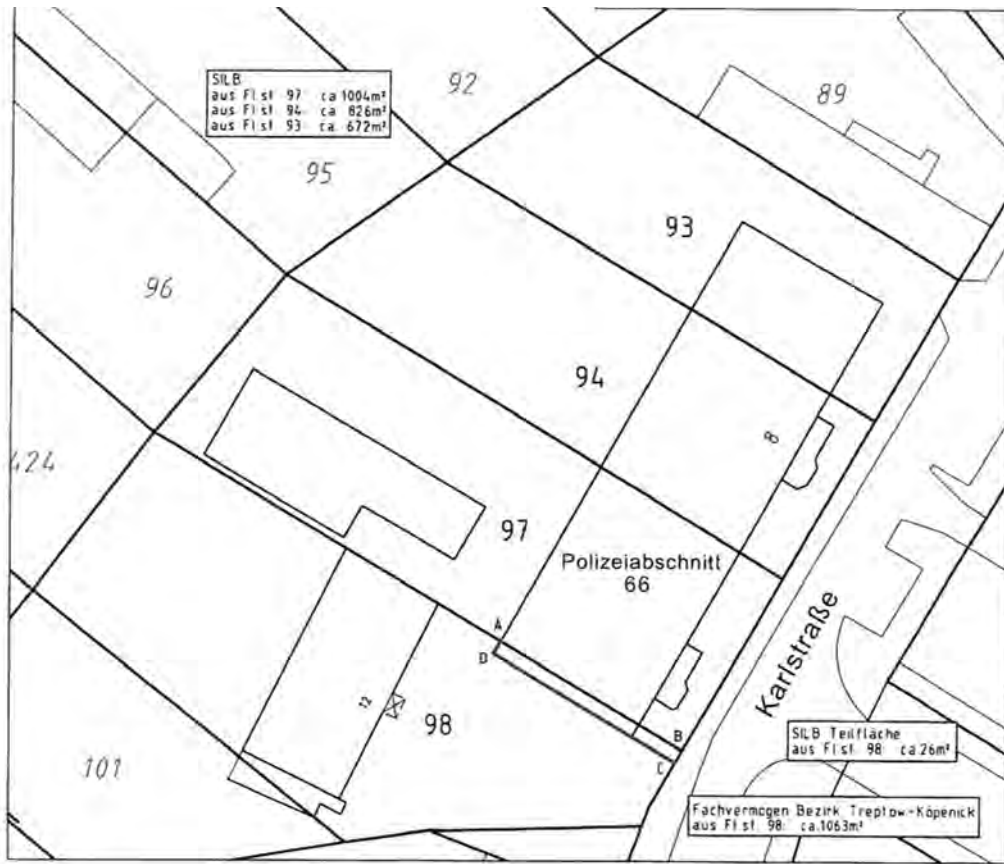 92
89
SILB
aus Flst. 97: ca 1004m²
aus Flst. 94: ca. 826m²
aus Flst. 93: ca. 672m²
95
93
96
94
8
424
97
Polizeiabschnitt
66
A
D
Karlstraße
12
98
B
C
101
SILB Teilfläche
aus Flst. 98: ca.26m²
Fachvermögen Bezirk Treptow-Köpenick
aus Flst. 98: ca.1063m²